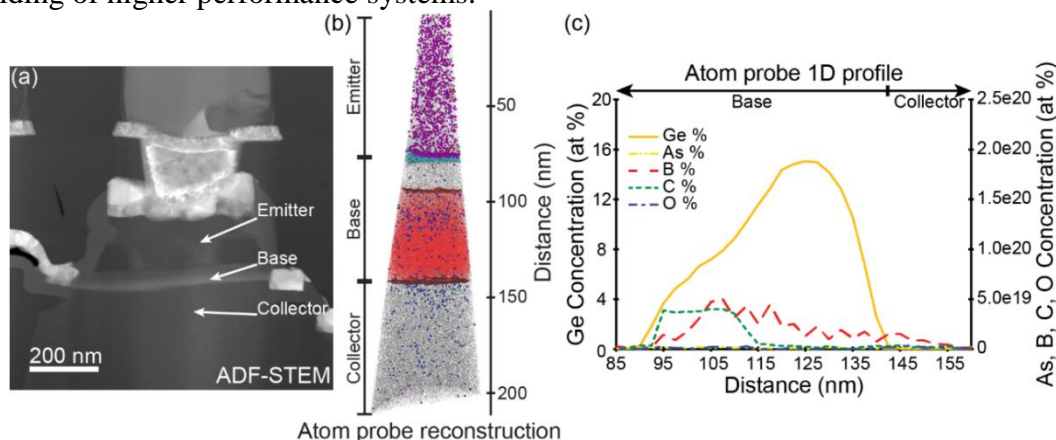 nding of higher performance systems.
(a)
Emitter
Base
Collector
200 nm
ADF-STEM
(b)
Emitter
Base
Collector
50
100
150
200
Distance (nm)
Atom probe reconstruction
(c)
Atom probe 1D profile
Base
Collector
20
16
12
8
4
0
Ge Concentration (at %)
Ge %
As %
B %
C %
O %
2.5e20
2.0e20
1.5e20
1.0e20
5.0e19
0
As, B, C, O Concentration (at %)
85 95 105 115 125 135 145 155
Distance (nm)